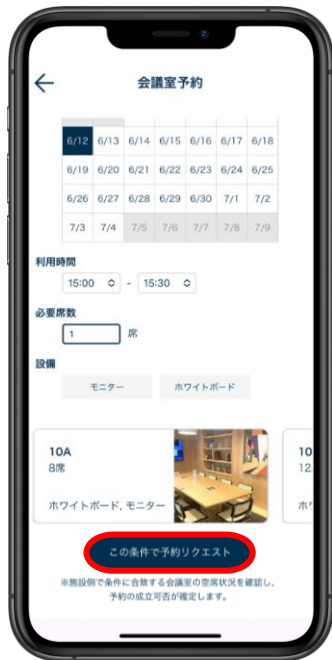 会議室予約
6/12 6/13 6/14 6/15 6/16 6/17 6/18
6/19 6/20 6/21 6/22 6/23 6/24 6/25
6/26 6/27 6/28 6/29 6/30 7/1 7/2
7/3 7/4 7/5 7/6 7/7 7/8 7/9
利用時間
15:00 - 15:30
必要席数
1 席
設備
モニター ホワイトボード
10A
8席
ホワイトボード, モニター
10
12
この条件で予約リクエスト
※施設側で条件に合致する会議室の空席状況を確認し、
予約の成立可否が確定します。